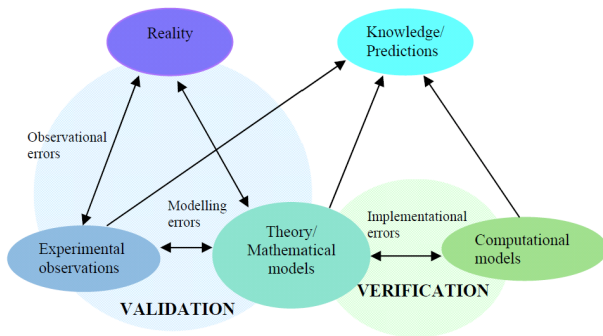 Reality
Knowledge/
Predictions
Observational
errors
Modelling
errors
Implementational
errors
Experimental
observations
Theory/
Mathematical
models
Computational
models
VALIDATION
VERIFICATION